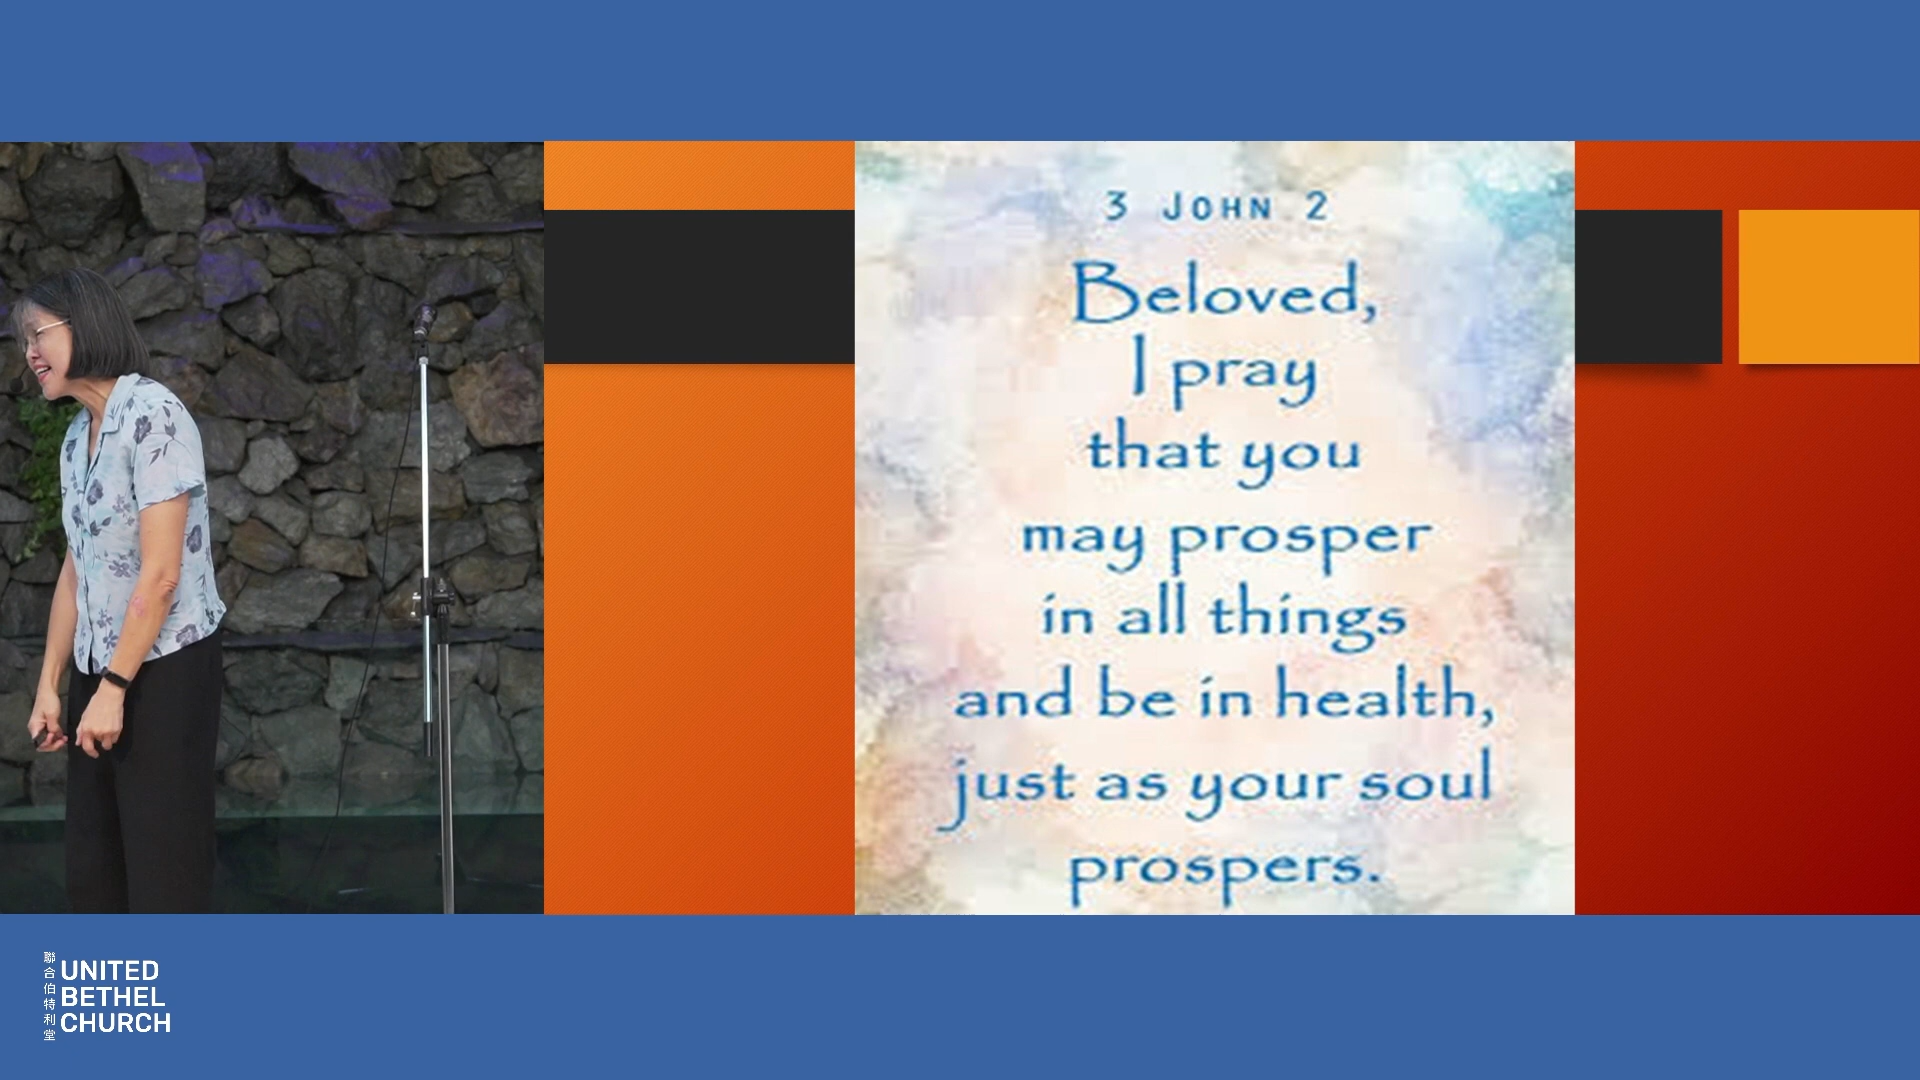 3 JOHN 2
Beloved,
I pray
that you
may prosper
in all things
and be in health,
just as your soul
prospers.
聯合伯特利堂
UNITED
BETHEL
CHURCH